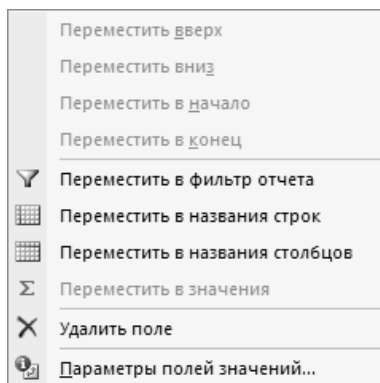 Переместить вверх
Переместить вниз
Переместить в начало
Переместить в конец
Переместить в фильтр отчета
Переместить в названия строк
Переместить в названия столбцов
Σ Переместить в значения
Удалить поле
Параметры полей значений...